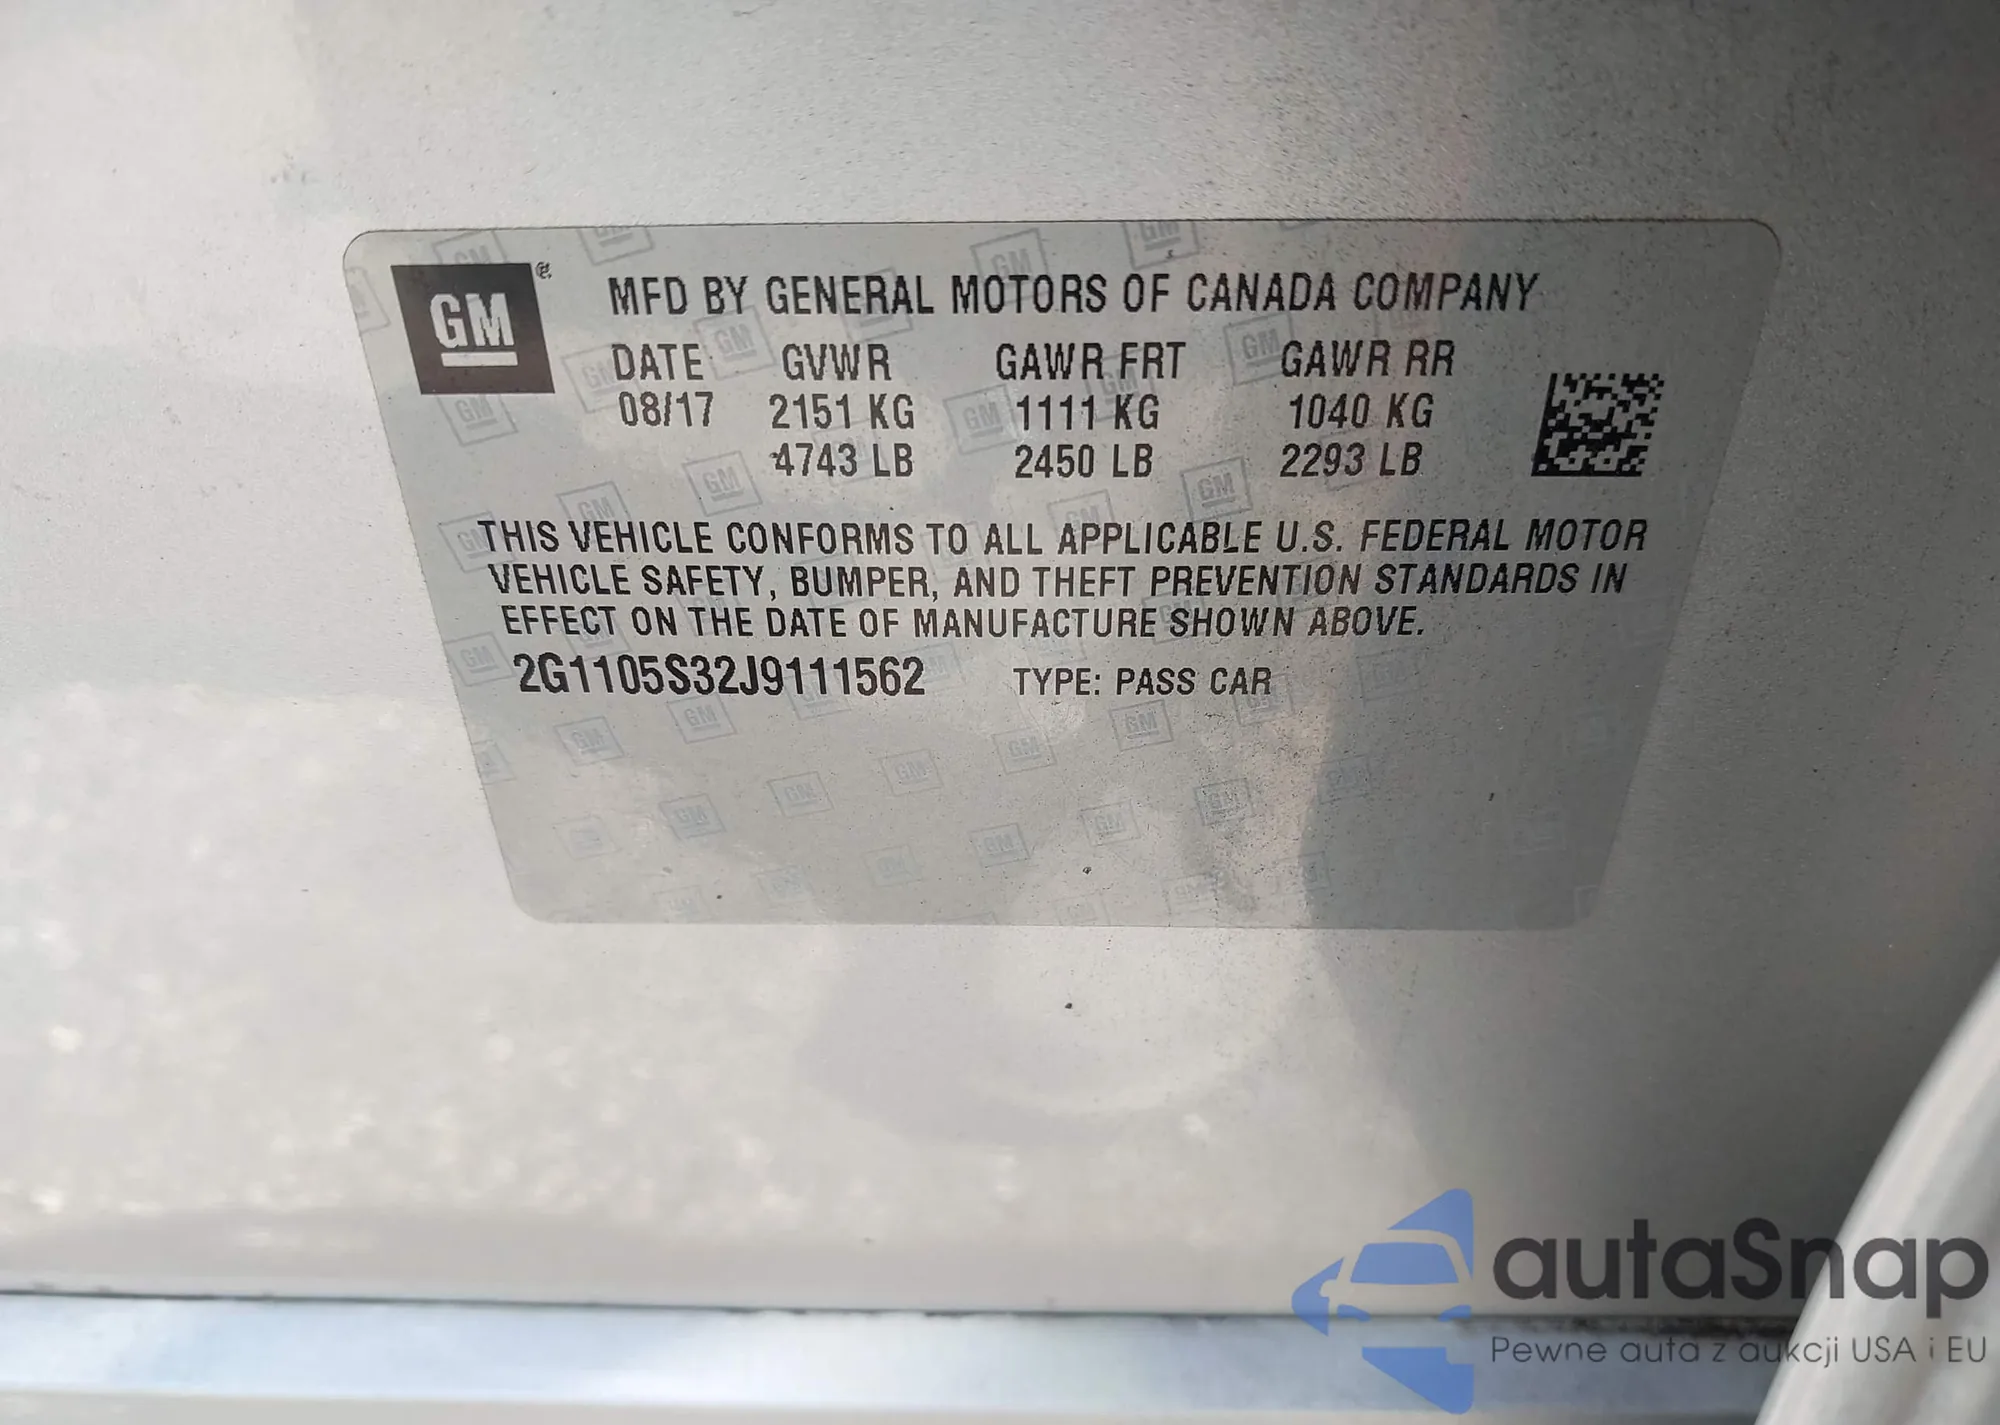 GM
MFD BY GENERAL MOTORS OF CANADA COMPANY
DATE GVWR GAWR FRT GAWR RR
08/17 2151 KG 1111 KG 1040 KG
4743 LB 2450 LB 2293 LB
THIS VEHICLE CONFORMS TO ALL APPLICABLE U.S. FEDERAL MOTOR
VEHICLE SAFETY, BUMPER, AND THEFT PREVENTION STANDARDS IN
EFFECT ON THE DATE OF MANUFACTURE SHOWN ABOVE.
2G1105S32J9111562 TYPE: PASS CAR
autaSnap
Pewne auta z aukcji USA i EU